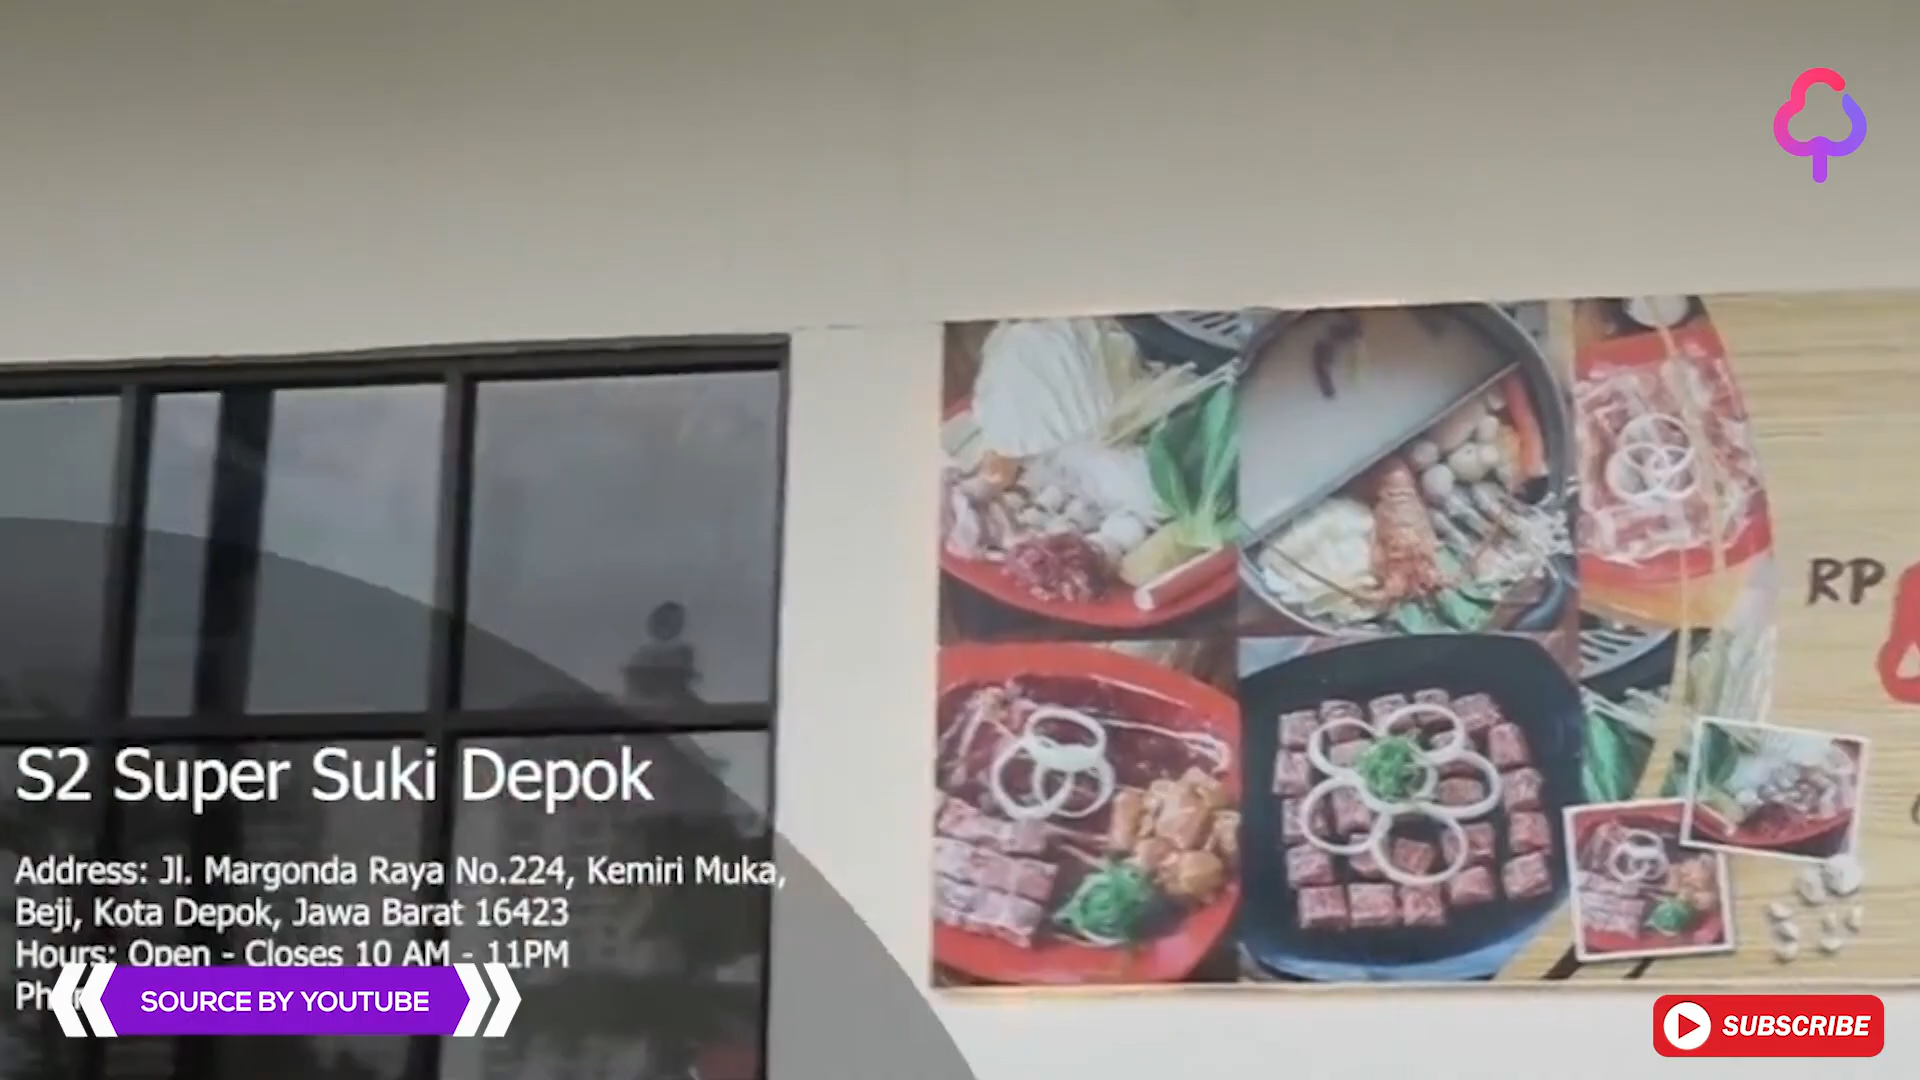 RP
S2 Super Suki Depok
Address: Jl. Margonda Raya No.224, Kemiri Muka,
Beji, Kota Depok, Jawa Barat 16423
Hours: Open - Closes 10 AM - 11PM
SOURCE BY YOUTUBE
SUBSCRIBE